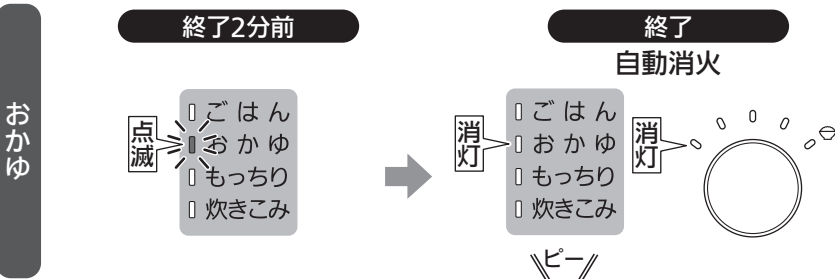 おかゆ
終了2分前
点滅
ごはん
おかゆ
もっちり
炊きこみ
終了
自動消火
消灯
ごはん
おかゆ
もっちり
炊きこみ
消灯
ピー